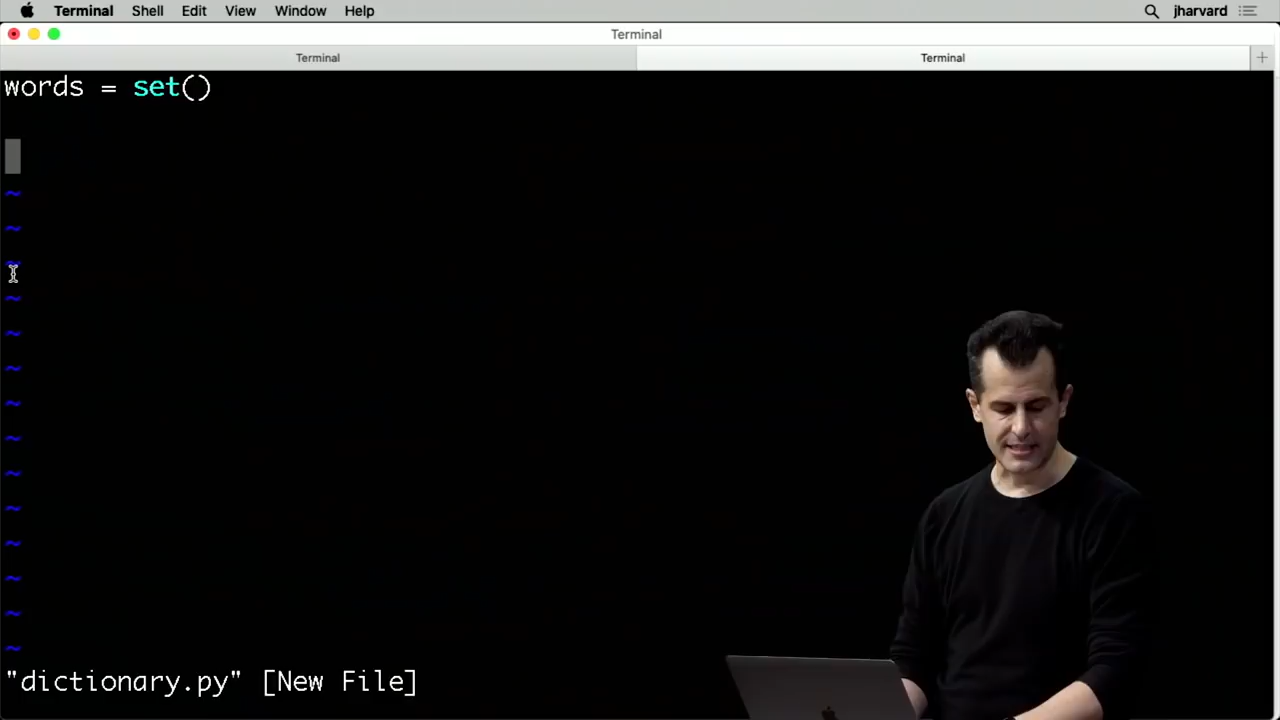 Terminal Shell Edit View Window Help jharvard
Terminal
Terminal Terminal
words = set()
~
~
~
~
~
~
~
~
~
~
~
~
~
~
"dictionary.py" [New File]